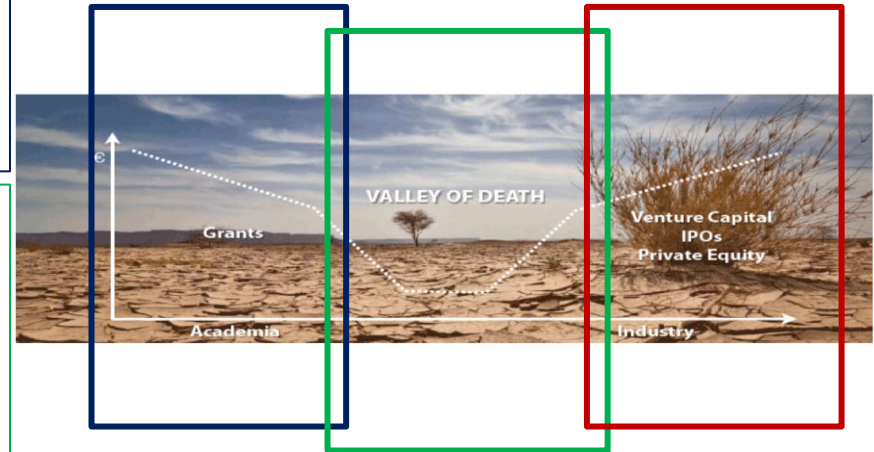 €
VALLEY OF DEATH
Grants
Venture Capital
IPOs
Private Equity
Academia
Industry